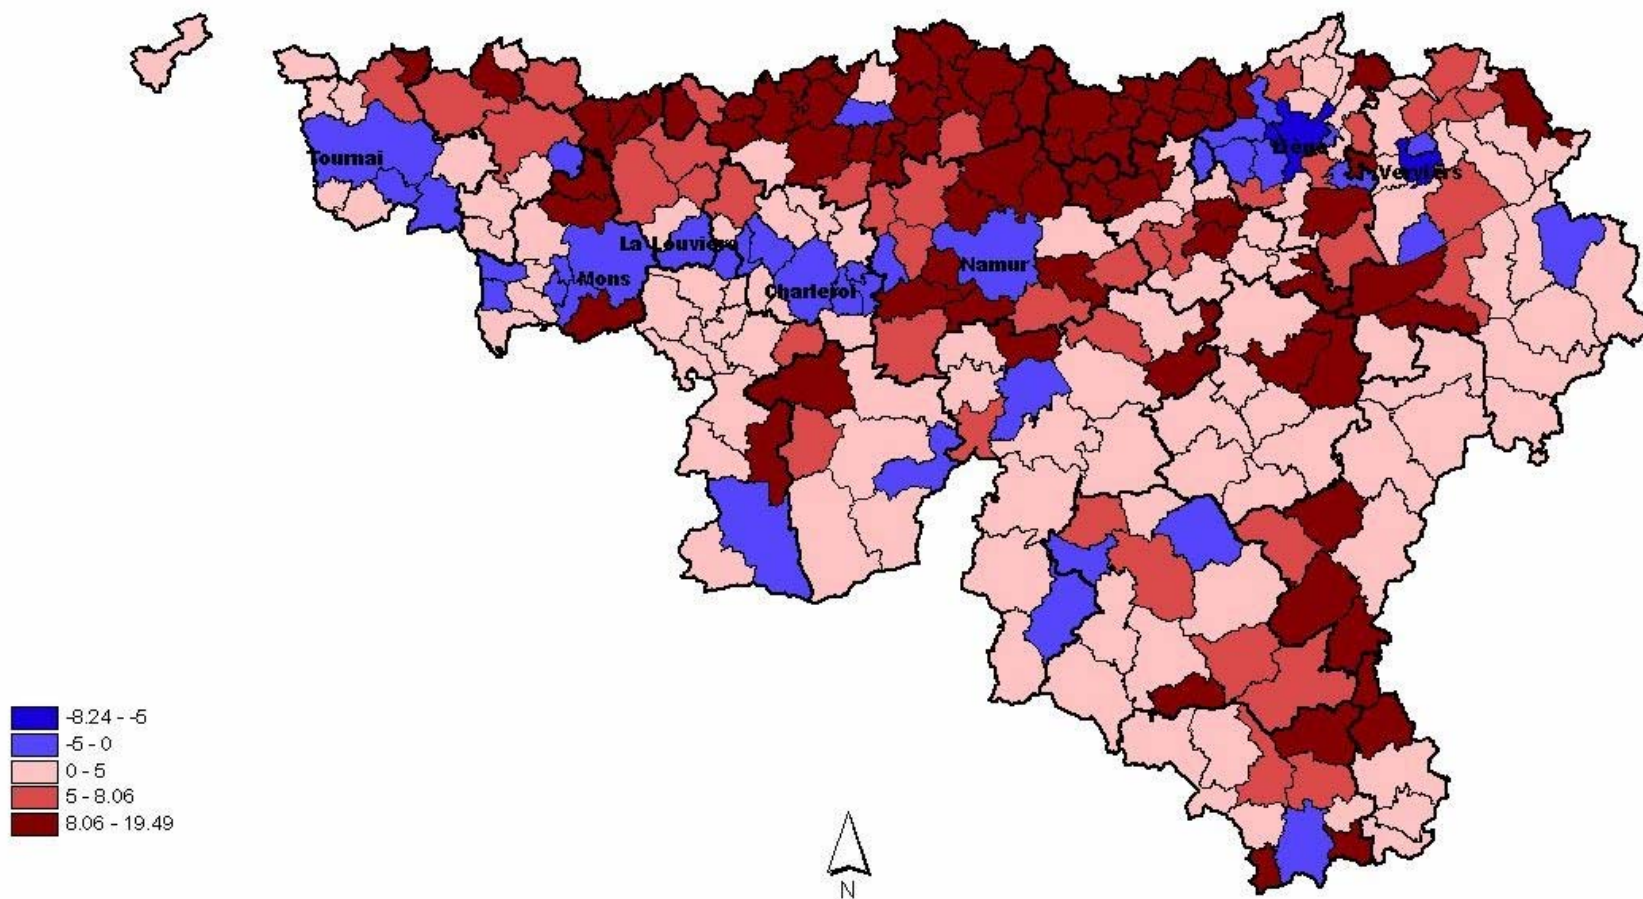 Tournai
Liège
Verviers
La Louvière
Mons
Namur
Charleroi
-8.24 - -5
-5 - 0
0 - 5
5 - 8.06
8.06 - 19.49
N